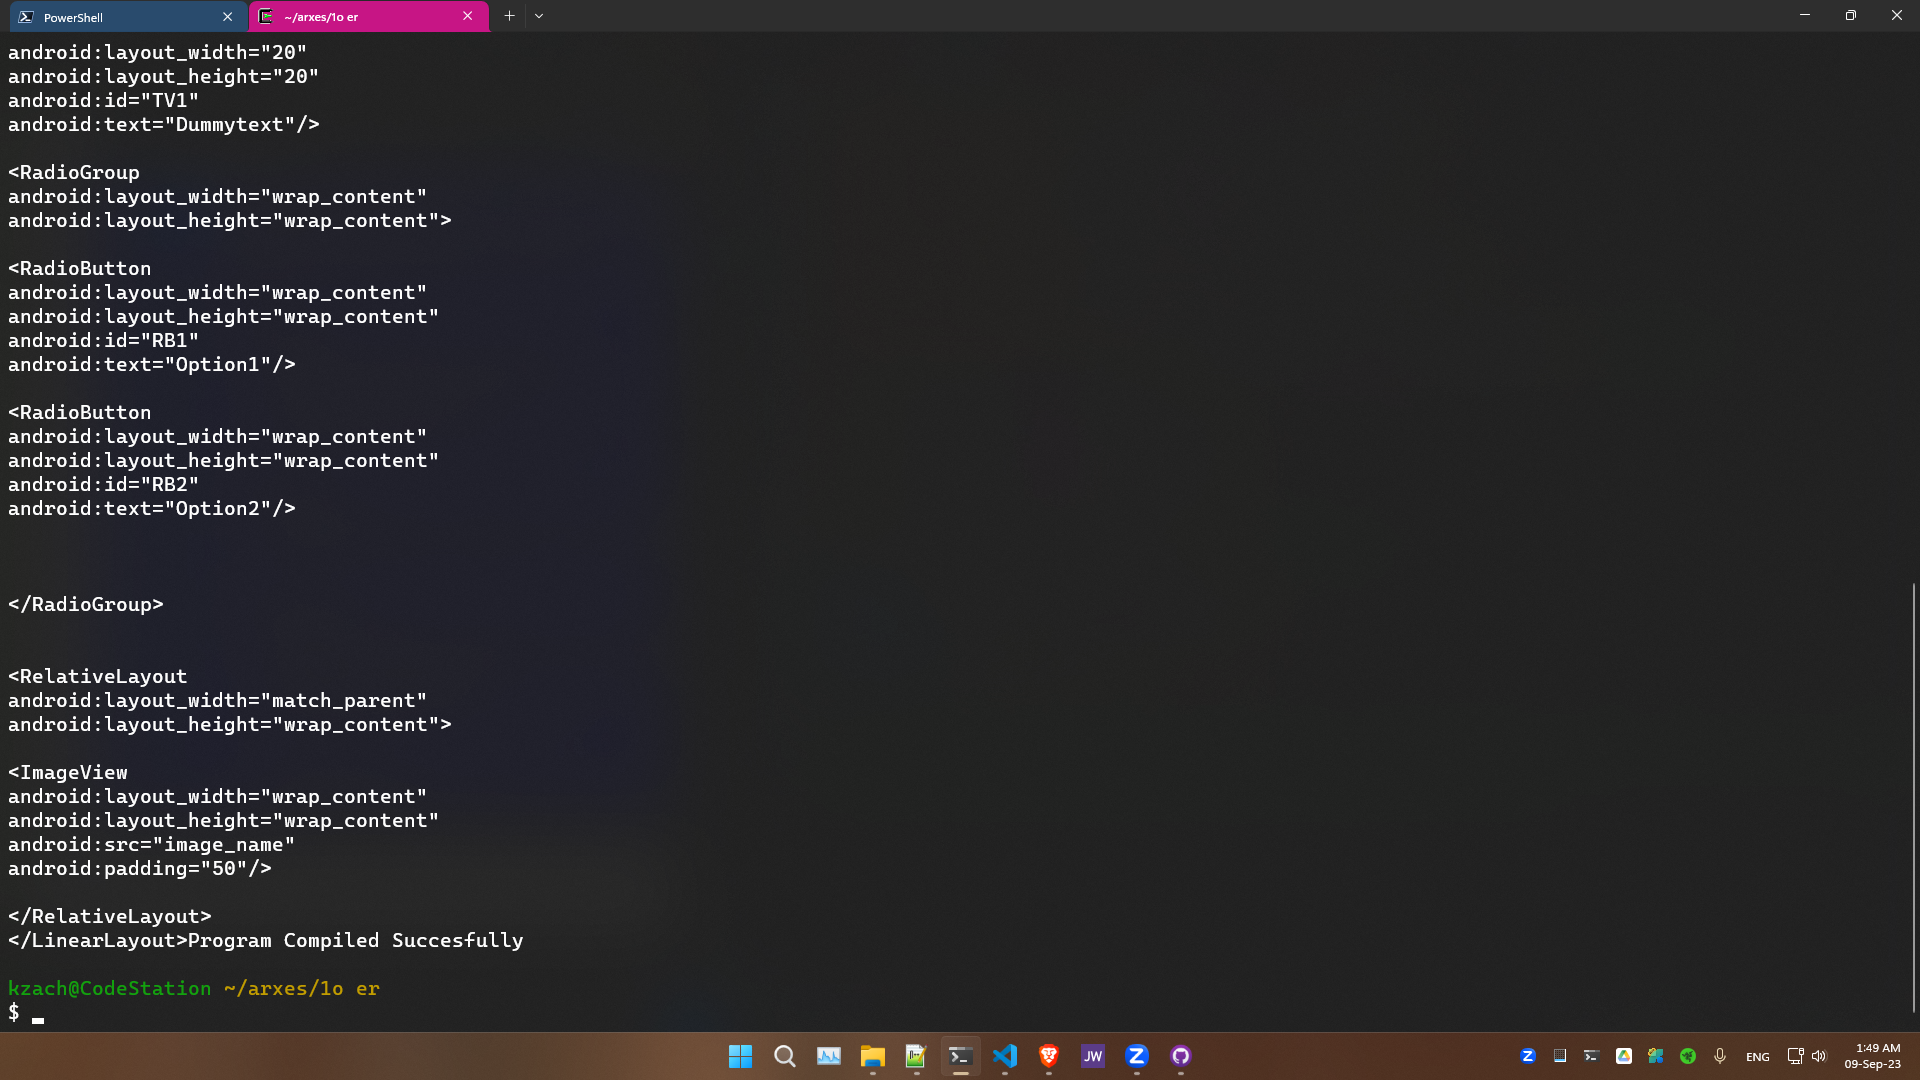 PowerShell
~/arxes/1o er
android:layout_width="20"
android:layout_height="20"
android:id="TV1"
android:text="Dummytext"/>
<RadioGroup
android:layout_width="wrap_content"
android:layout_height="wrap_content">
<RadioButton
android:layout_width="wrap_content"
android:layout_height="wrap_content"
android:id="RB1"
android:text="Option1"/>
<RadioButton
android:layout_width="wrap_content"
android:layout_height="wrap_content"
android:id="RB2"
android:text="Option2"/>
</RadioGroup>
<RelativeLayout
android:layout_width="match_parent"
android:layout_height="wrap_content">
<ImageView
android:layout_width="wrap_content"
android:layout_height="wrap_content"
android:src="image_name"
android:padding="50"/>
</RelativeLayout>
</LinearLayout>Program Compiled Succesfully
kzach@CodeStation ~/arxes/1o er
$
JW
Z
Z
ENG
1:49 AM
09-Sep-23